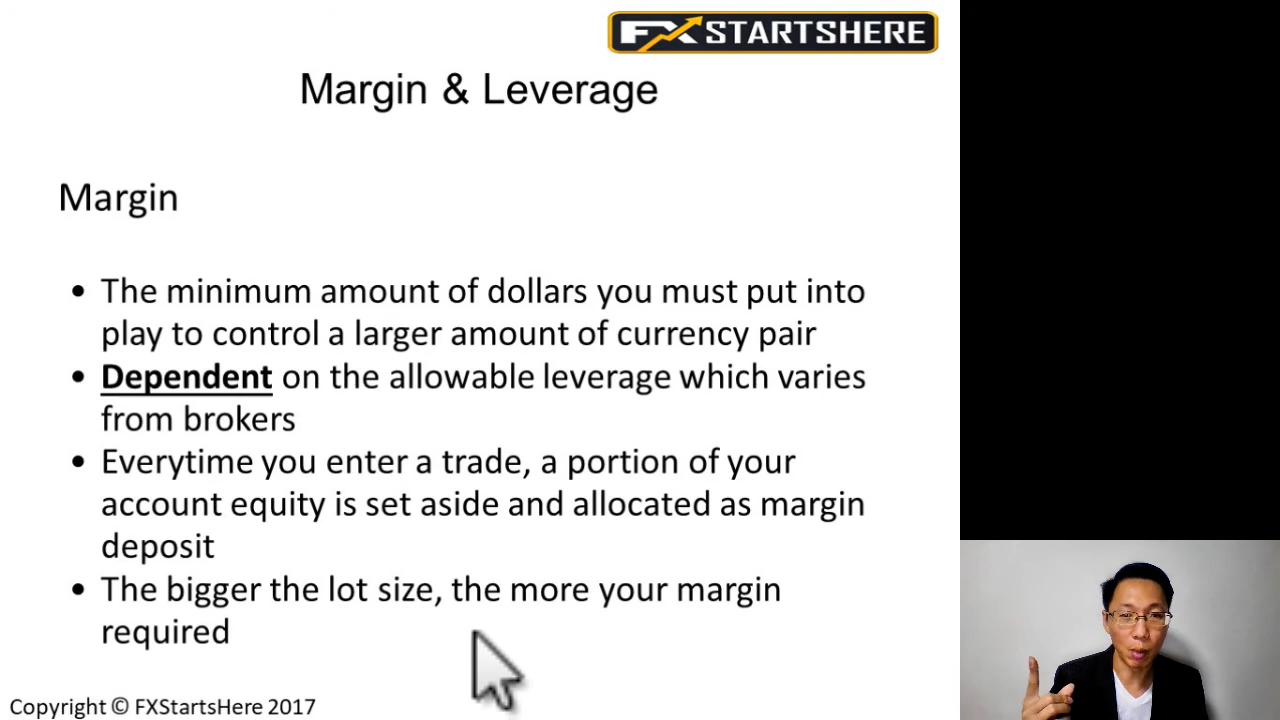 FXSTARTSHERE
Margin & Leverage
Margin
• The minimum amount of dollars you must put into
play to control a larger amount of currency pair
• Dependent on the allowable leverage which varies
from brokers
• Everytime you enter a trade, a portion of your
account equity is set aside and allocated as margin
deposit
• The bigger the lot size, the more your margin
required
Copyright © FXStartsHere 2017